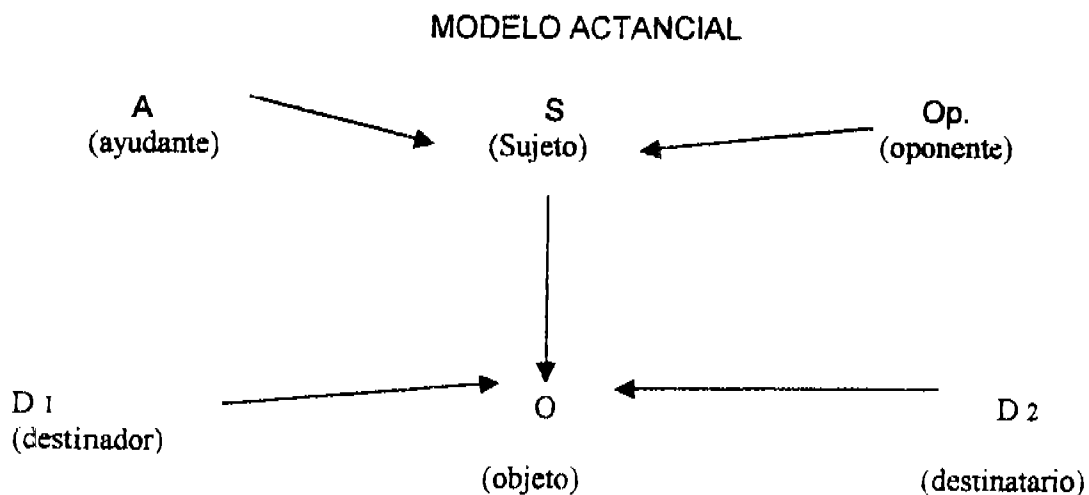 MODELO ACTANCIAL
A
(ayudante)
S
(Sujeto)
Op.
(oponente)
D 1
(destinador)
O
(objeto)
D 2
(destinatario)